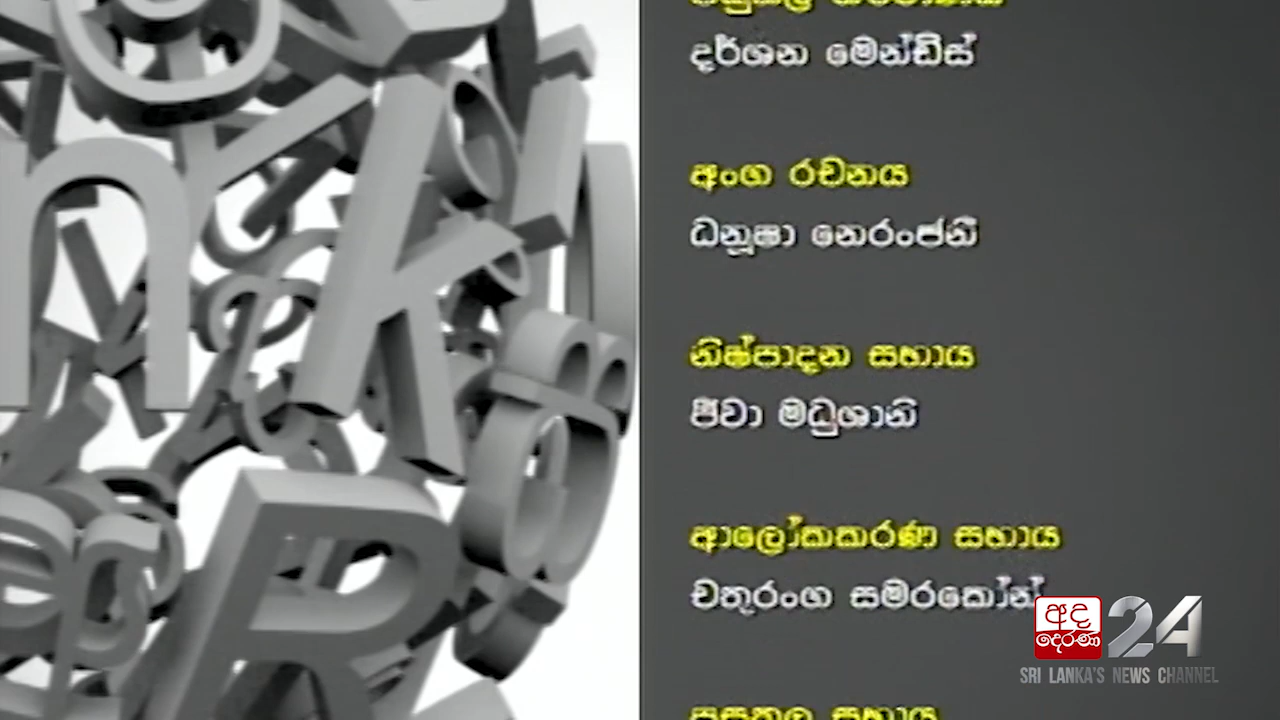 දර්ශන මෙන්ඩිස්
අංග රචනය
ධනූෂා නෙරංජනී
නිෂ්පාදන සහාය
ජීවා මධුශානි
ආලෝකකරණ සහාය
චතුරංග සමරකෝන්
සහාය
අද
දෙරණ
24
SRI LANKA'S NEWS CHANNEL
n
k
R